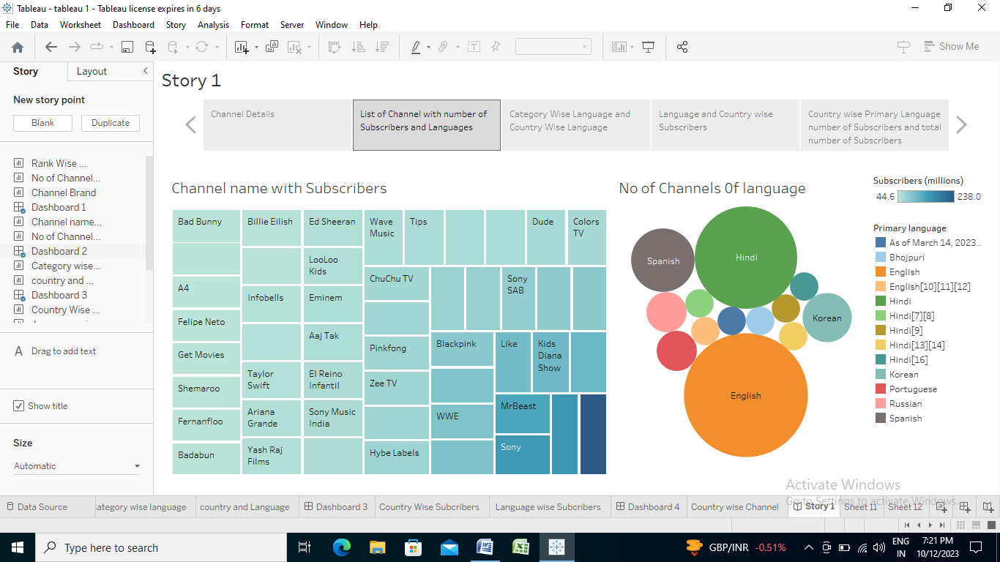 Tableau - tableau 1 - Tableau license expires in 6 days
File Data Worksheet Dashboard Story Analysis Format Server Window Help
Show Me
Story
Layout
New story point
Blank
Duplicate
Rank Wise ...
No of Channel...
Channel Brand
Dashboard 1
Channel name...
No of Channel...
Dashboard 2
Category wise...
country and ...
Dashboard 3
Country Wise ...
Drag to add text
Show title
Size
Automatic
Story 1
Channel Details
List of Channel with number of
Subscribers and Languages
Category Wise Language and
Country Wise Language
Language and Country wise
Subscribers
Country wise Primary Language
number of Subscribers and total
number of Subscribers
Channel name with Subscribers
Bad Bunny
A4
Felipe Neto
Get Movies
Shemaroo
Fernanfloo
Badabun
Billie Eilish
Infobells
Taylor
Swift
Ariana
Grande
Yash Raj
Films
Ed Sheeran
LooLoo
Kids
Eminem
Aaj Tak
El Reino
Infantil
Sony Music
India
Wave
Music
Tips
Dude
Colors
TV
ChuChu TV
Pinkfong
Zee TV
Hybe Labels
Sony
SAB
Blackpink
WWE
Like
Kids
Diana
Show
MrBeast
Sony
No of Channels 0f language
Spanish
Hindi
Korean
English
Subscribers (millions)
44.6
238.0
Primary language
As of March 14, 2023..
Bhojpuri
English
English[10][11][12]
Hindi
Hindi[7][8]
Hindi[9]
Hindi[13][14]
Hindi[16]
Korean
Portuguese
Russian
Spanish
Activate Windows
Go to Settings to activate Windows.
Data Source
ategory wise language
country and Language
Dashboard 3
Country Wise Subcribers
Language wise Subcribers
Dashboard 4
Country wise Channel
Story 1
Sheet 11
Sheet 12
Type here to search
GBP/INR -0.51%
ENG
IN
7:21 PM
10/12/2023